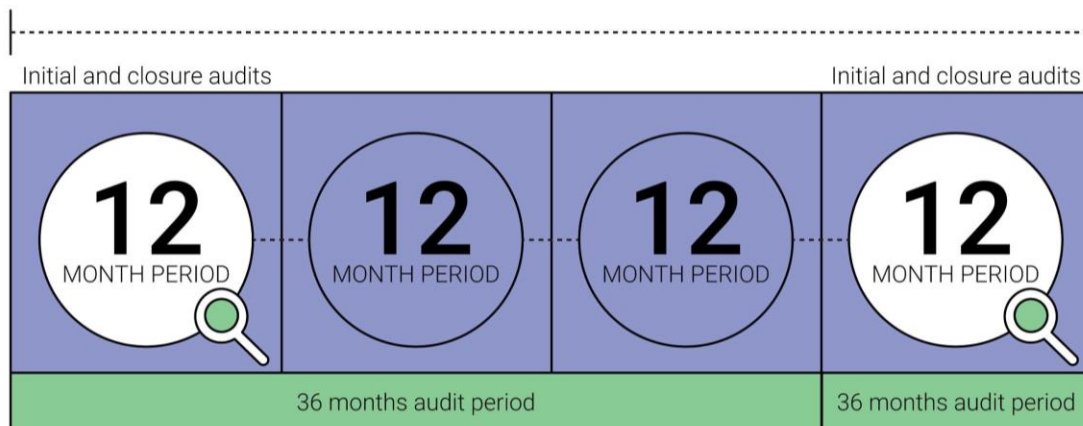 Initial and closure audits
Initial and closure audits
12
MONTH PERIOD
12
MONTH PERIOD
12
MONTH PERIOD
12
MONTH PERIOD
36 months audit period
36 months audit period